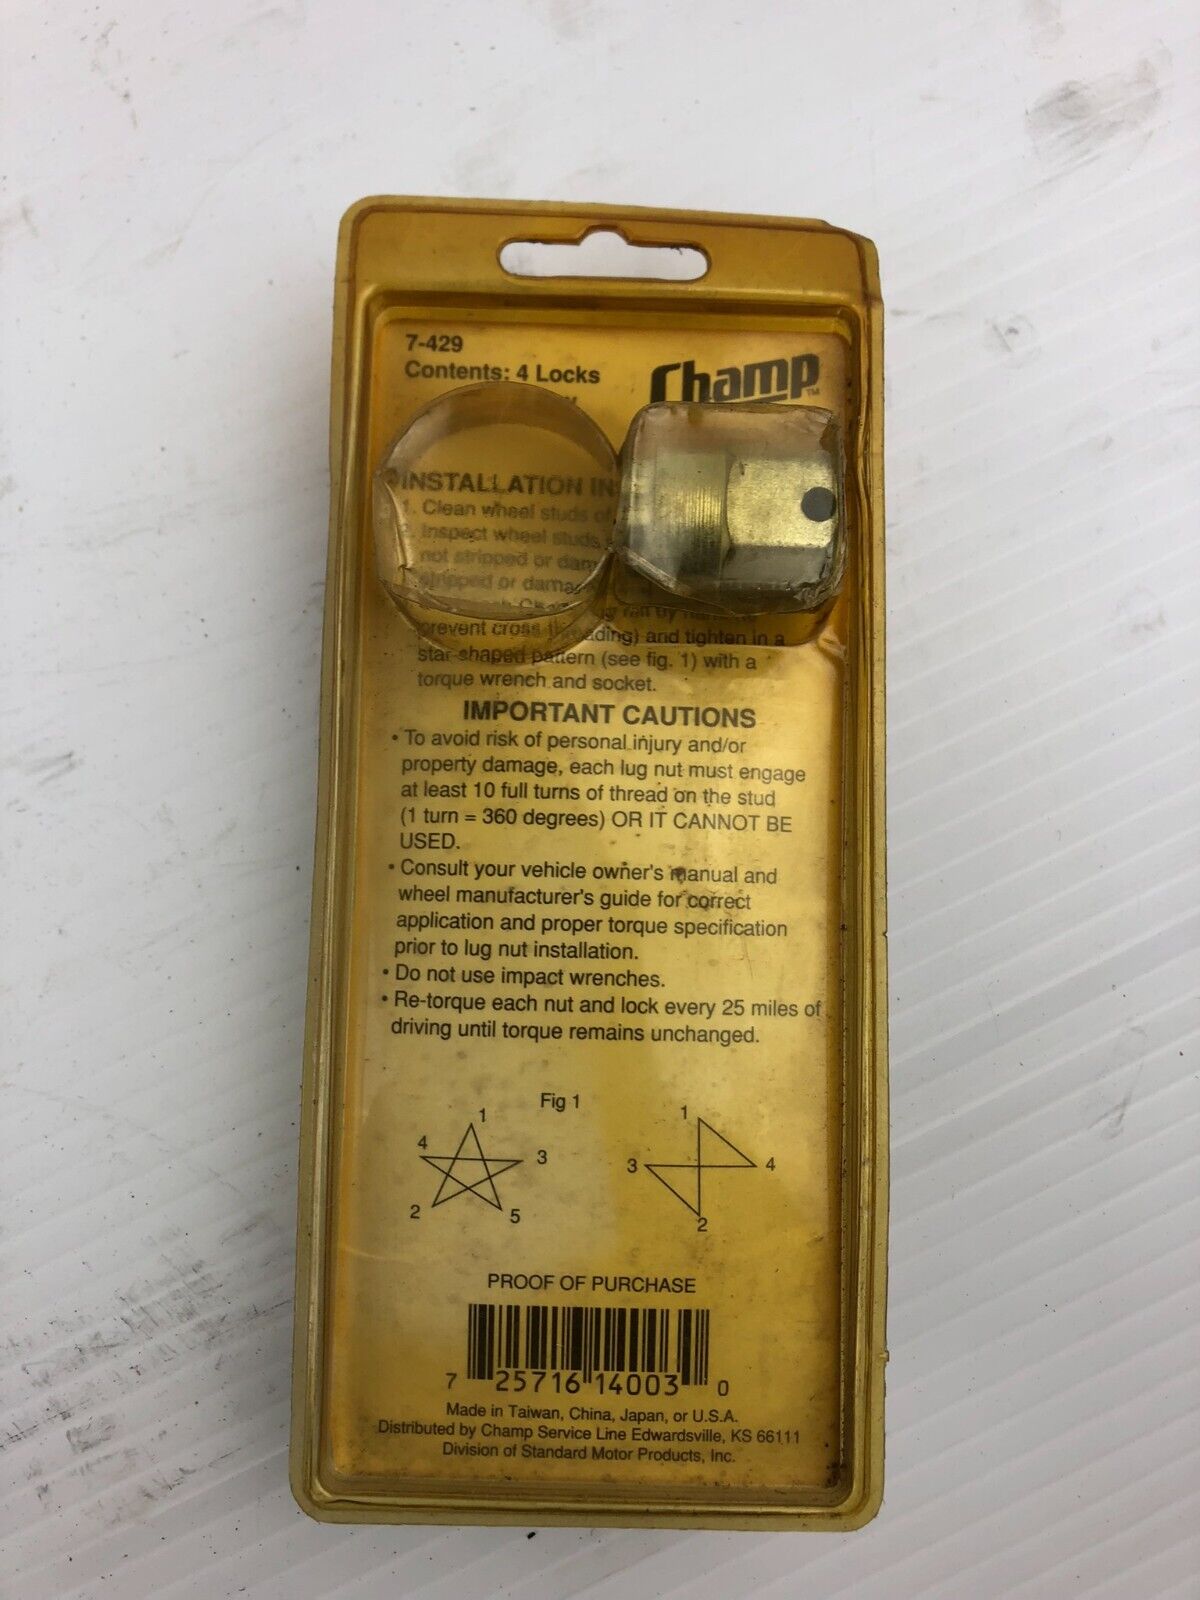 7-429
Contents: 4 Locks
Champ™
INSTALLATION
1. Clean wheel studs of
2. Inspect wheel studs
not stripped or
stripped or
by
prevent cross threading) and tighten in a
star-shaped pattern (see fig. 1) with a
torque wrench and socket.
IMPORTANT CAUTIONS
• To avoid risk of personal injury and/or
property damage, each lug nut must engage
at least 10 full turns of thread on the stud
(1 turn = 360 degrees) OR IT CANNOT BE
USED.
• Consult your vehicle owner's manual and
wheel manufacturer's guide for correct
application and proper torque specification
prior to lug nut installation.
• Do not use impact wrenches.
• Re-torque each nut and lock every 25 miles of
driving until torque remains unchanged.
Fig 1
1
4
3
2
5
1
3
4
2
PROOF OF PURCHASE
7 25716 14003 0
Made in Taiwan, China, Japan, or U.S.A.
Distributed by Champ Service Line Edwardsville, KS 66111
Division of Standard Motor Products, Inc.